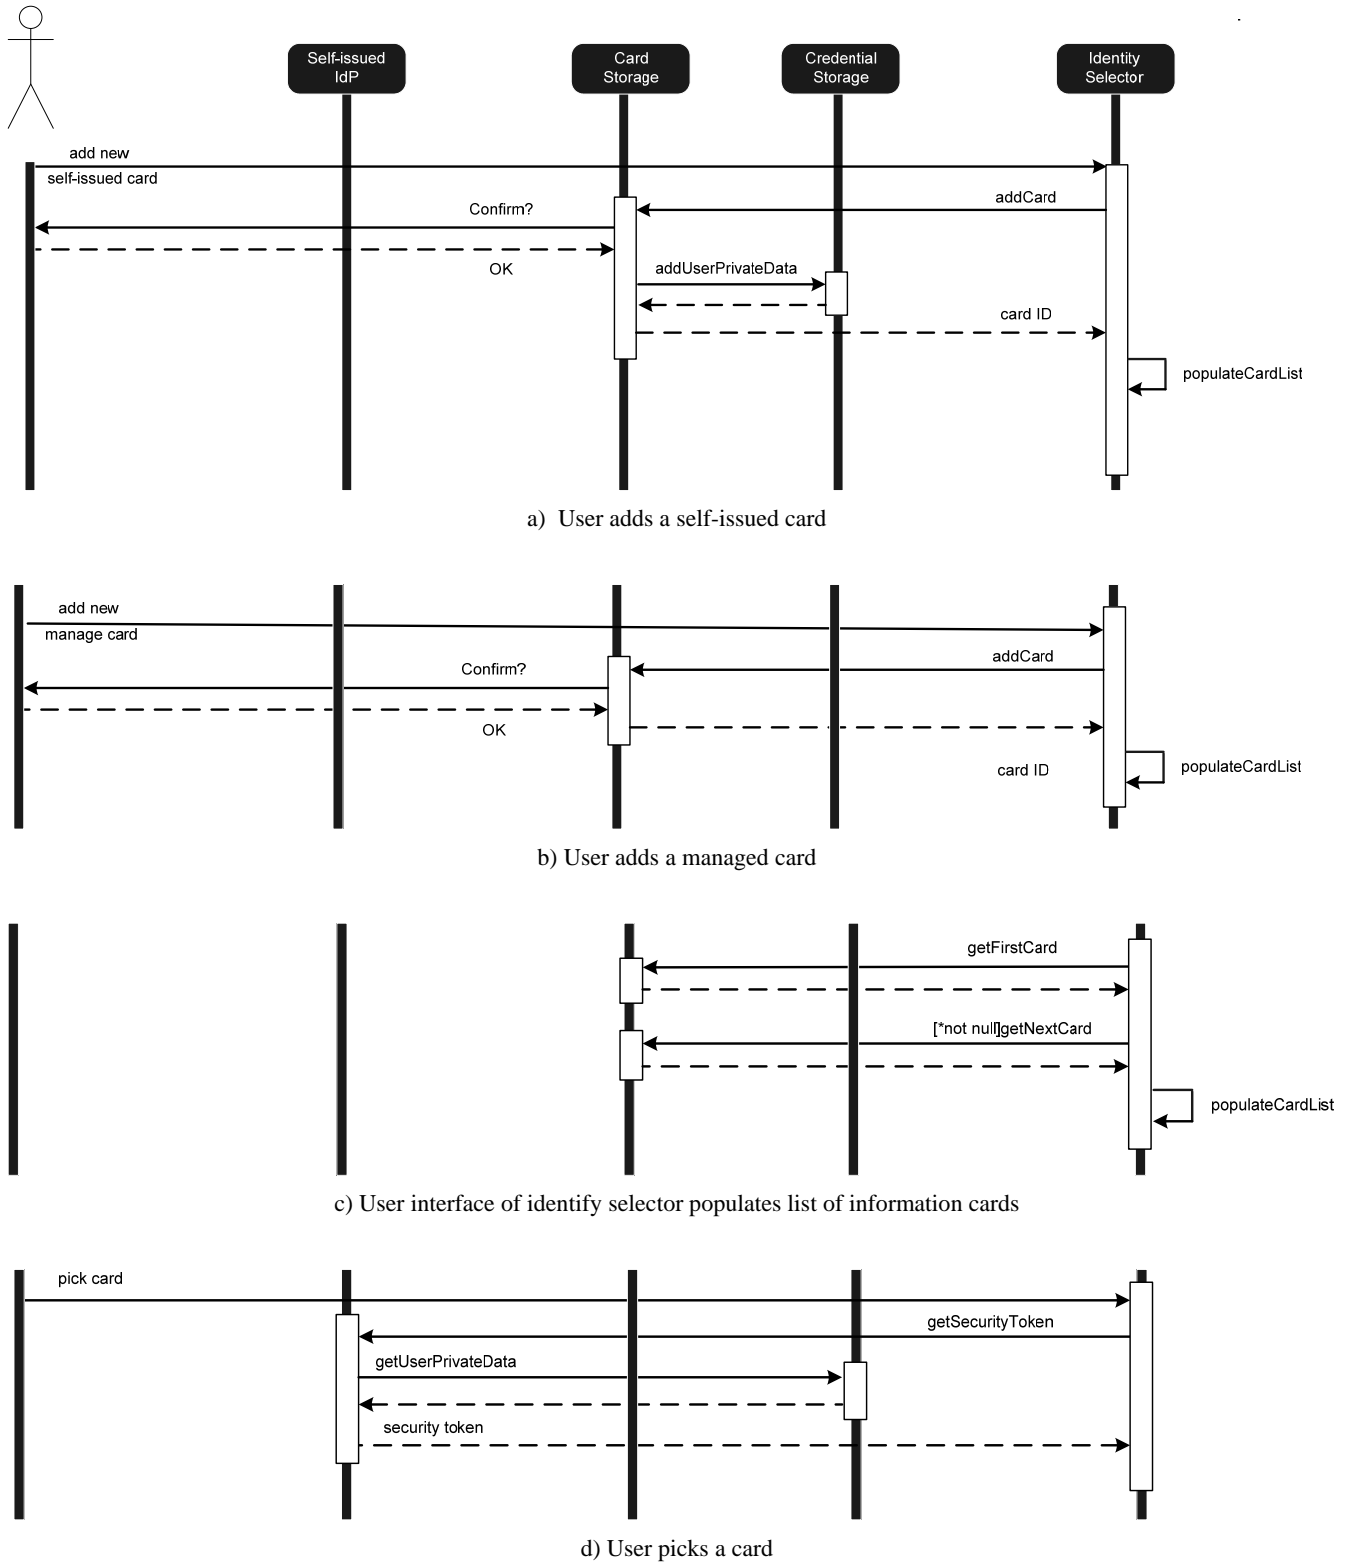 Self-issued
IdP
Card
Storage
Credential
Storage
Identity
Selector
add new
self-issued card
addCard
Confirm?
OK
addUserPrivateData
card ID
populateCardList
a) User adds a self-issued card
add new
manage card
addCard
Confirm?
OK
card ID
populateCardList
b) User adds a managed card
getFirstCard
[*not null]getNextCard
populateCardList
c) User interface of identify selector populates list of information cards
pick card
getSecurityToken
getUserPrivateData
security token
d) User picks a card